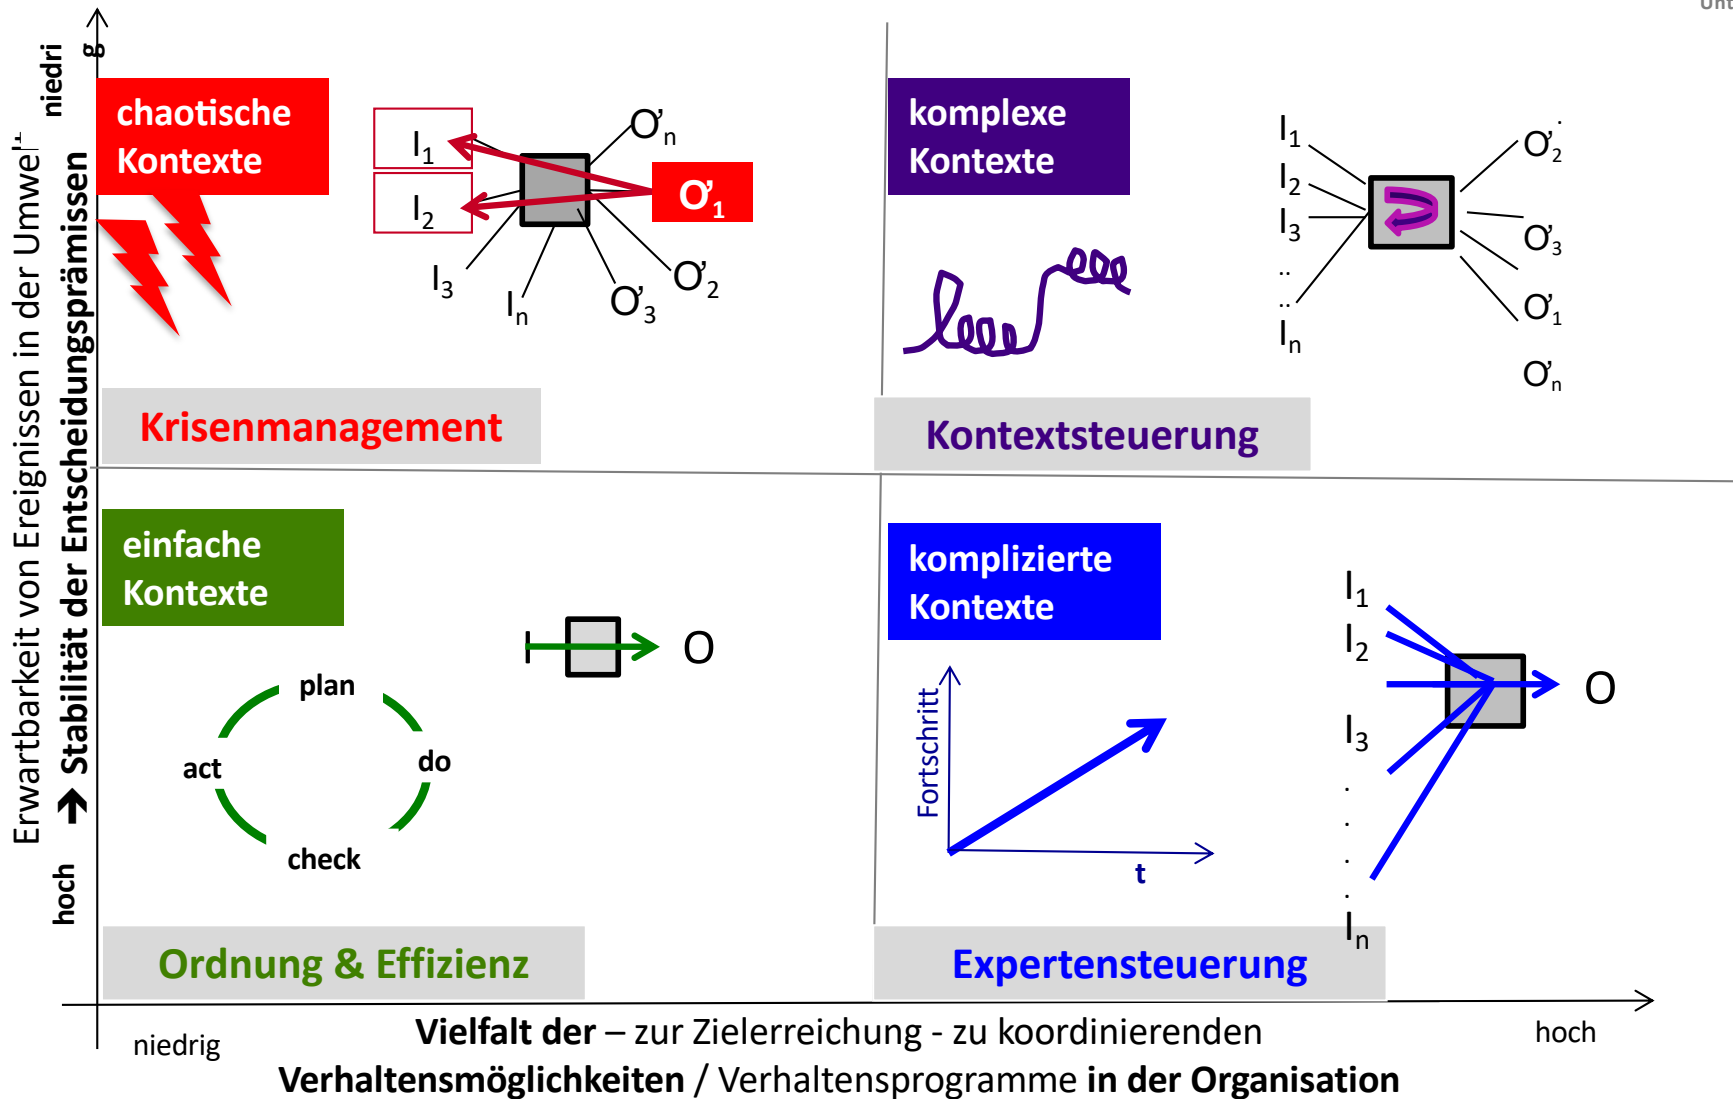 Unt
niedri
g
Erwartbarkeit von Ereignissen in der Umwelt
➔ Stabilität der Entscheidungsprämissen
hoch
chaotische
Kontexte
I1
I2
I3
In
O'n
O'1
O'2
O'3
Krisenmanagement
komplexe
Kontexte
I1
I2
I3
..
..
In
O'2
O'3
O'1
O'n
Kontextsteuerung
einfache
Kontexte
I
O
plan
do
check
act
Ordnung & Effizienz
komplizierte
Kontexte
Fortschritt
t
I1
I2
I3
.
.
.
.
In
O
Expertensteuerung
niedrig
Vielfalt der – zur Zielerreichung - zu koordinierenden
hoch
Verhaltensmöglichkeiten / Verhaltensprogramme in der Organisation